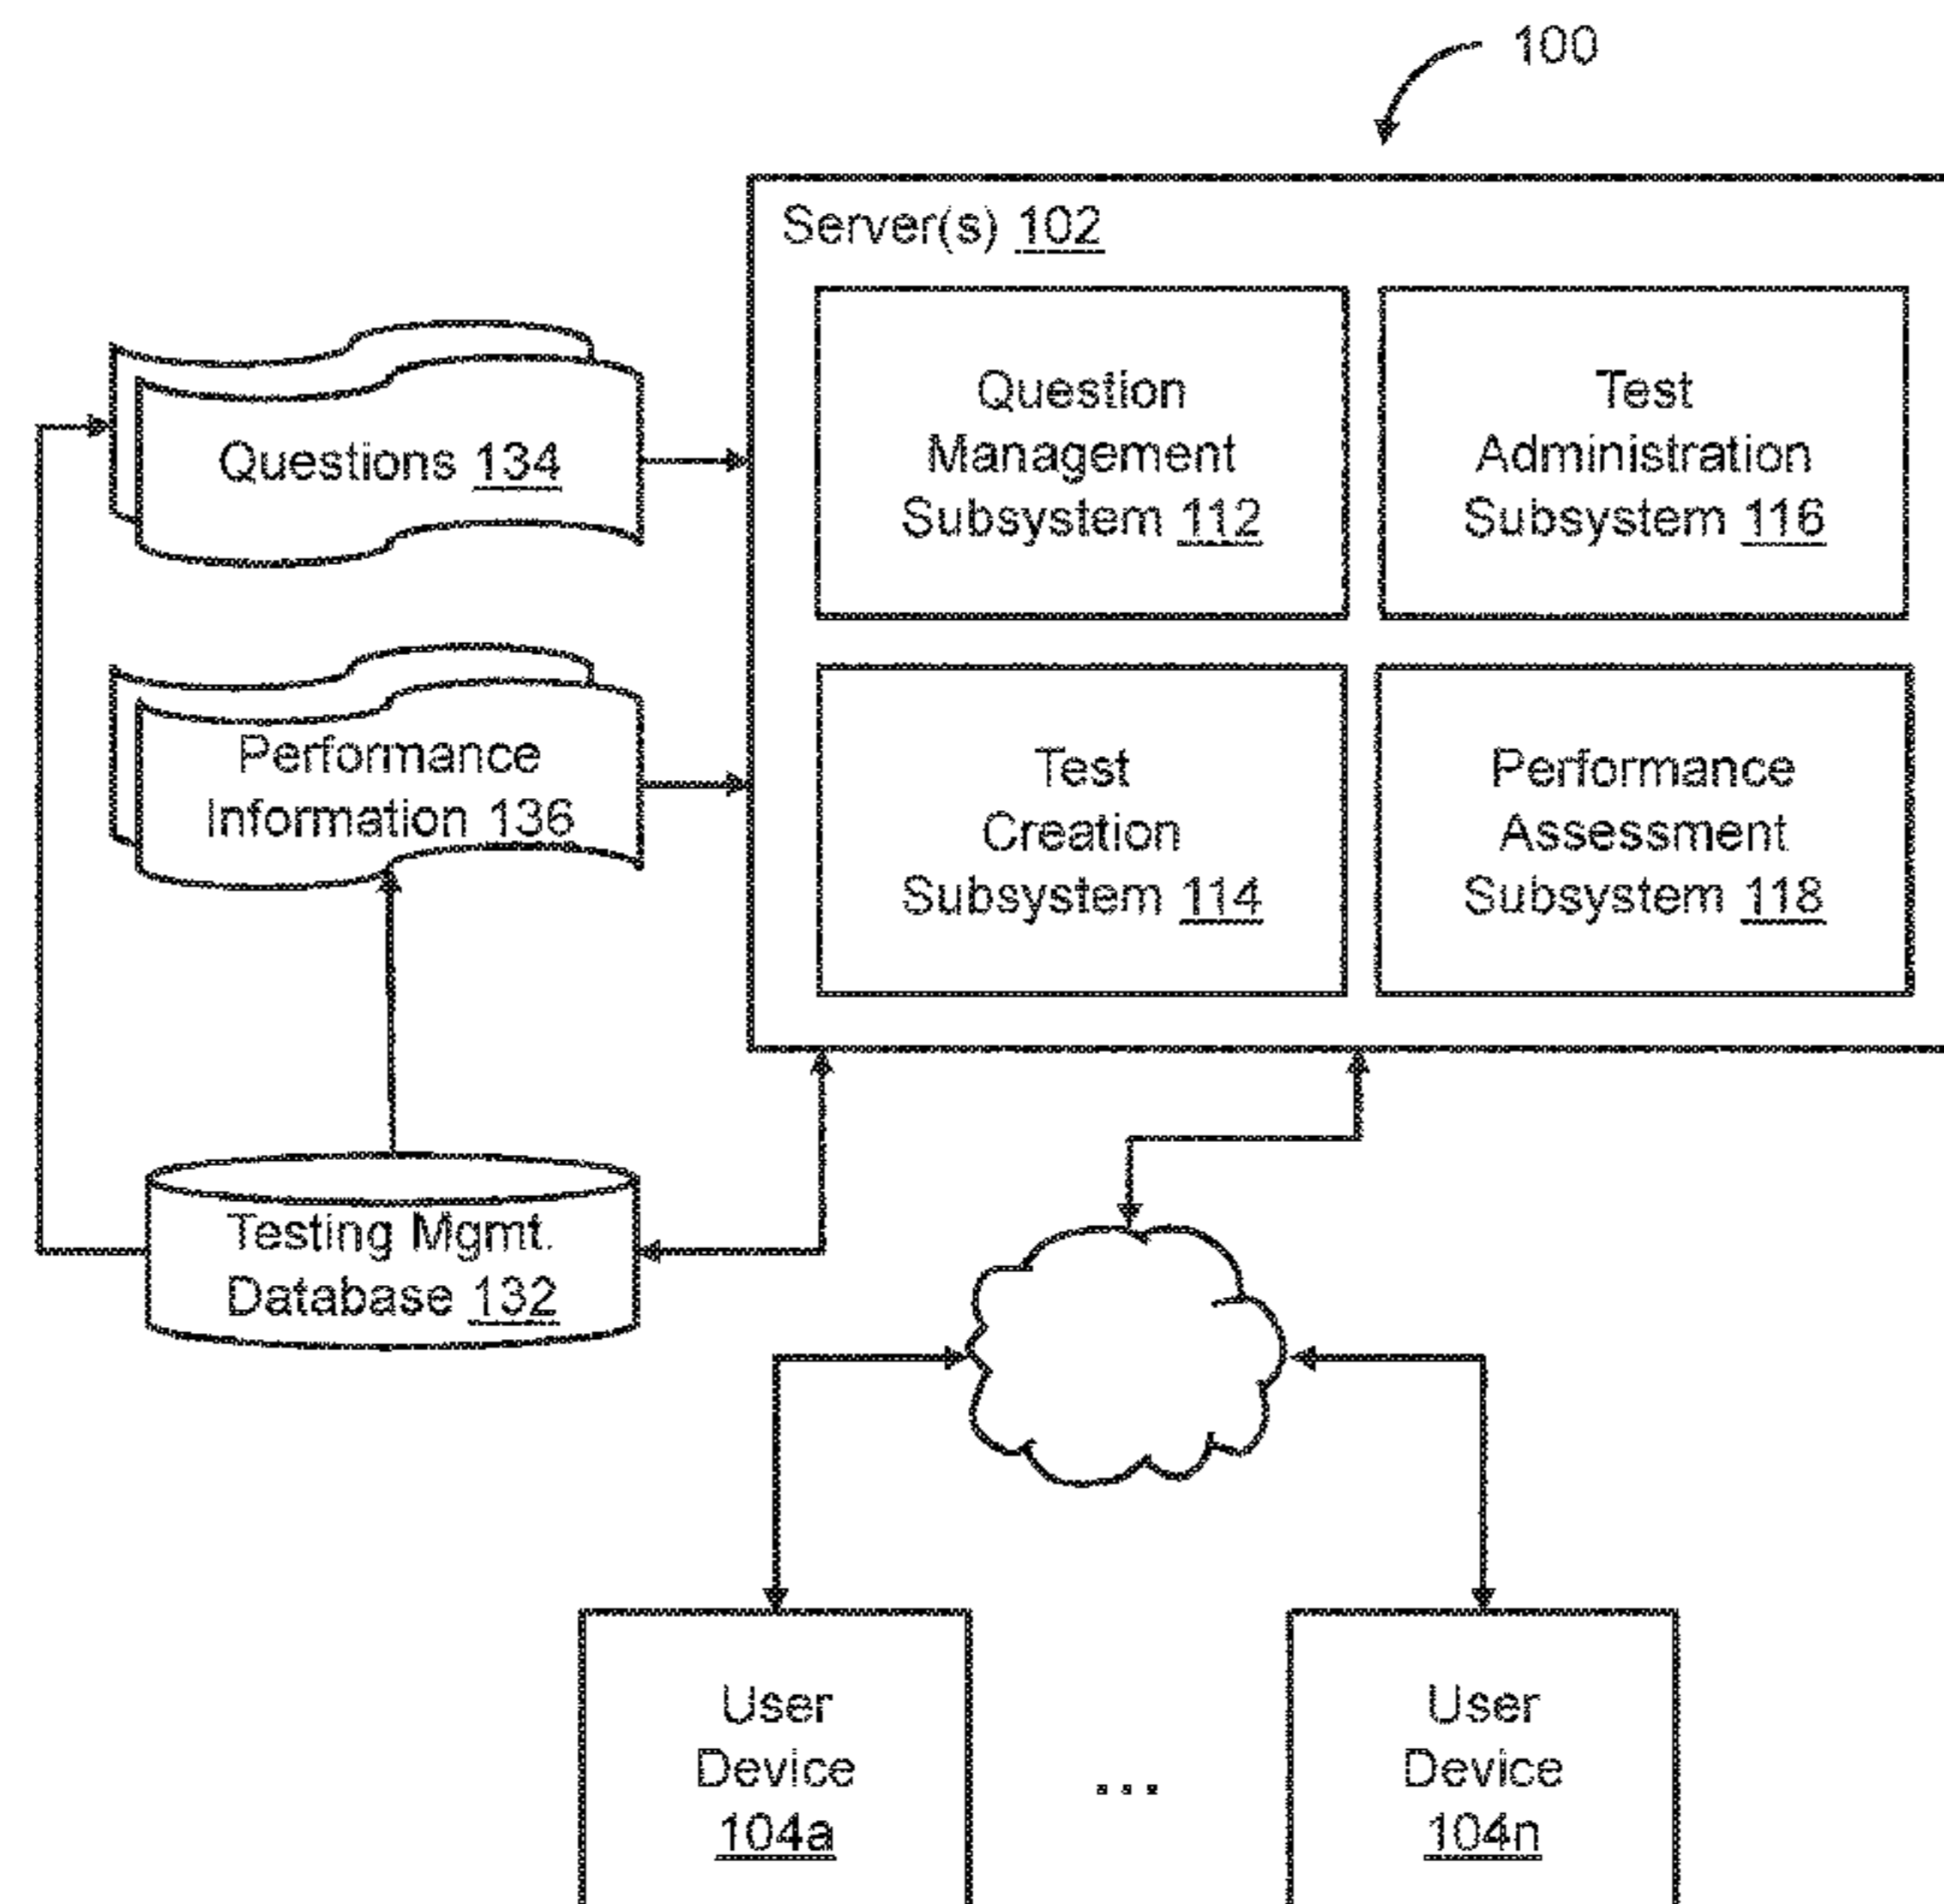 100
Server(s) 102
Question
Management
Subsystem 112
Test
Administration
Subsystem 116
Questions 134
Performance
Information 136
Test
Creation
Subsystem 114
Performance
Assessment
Subsystem 118
Testing Mgmt.
Database 132
User
Device
104a
...
User
Device
104n